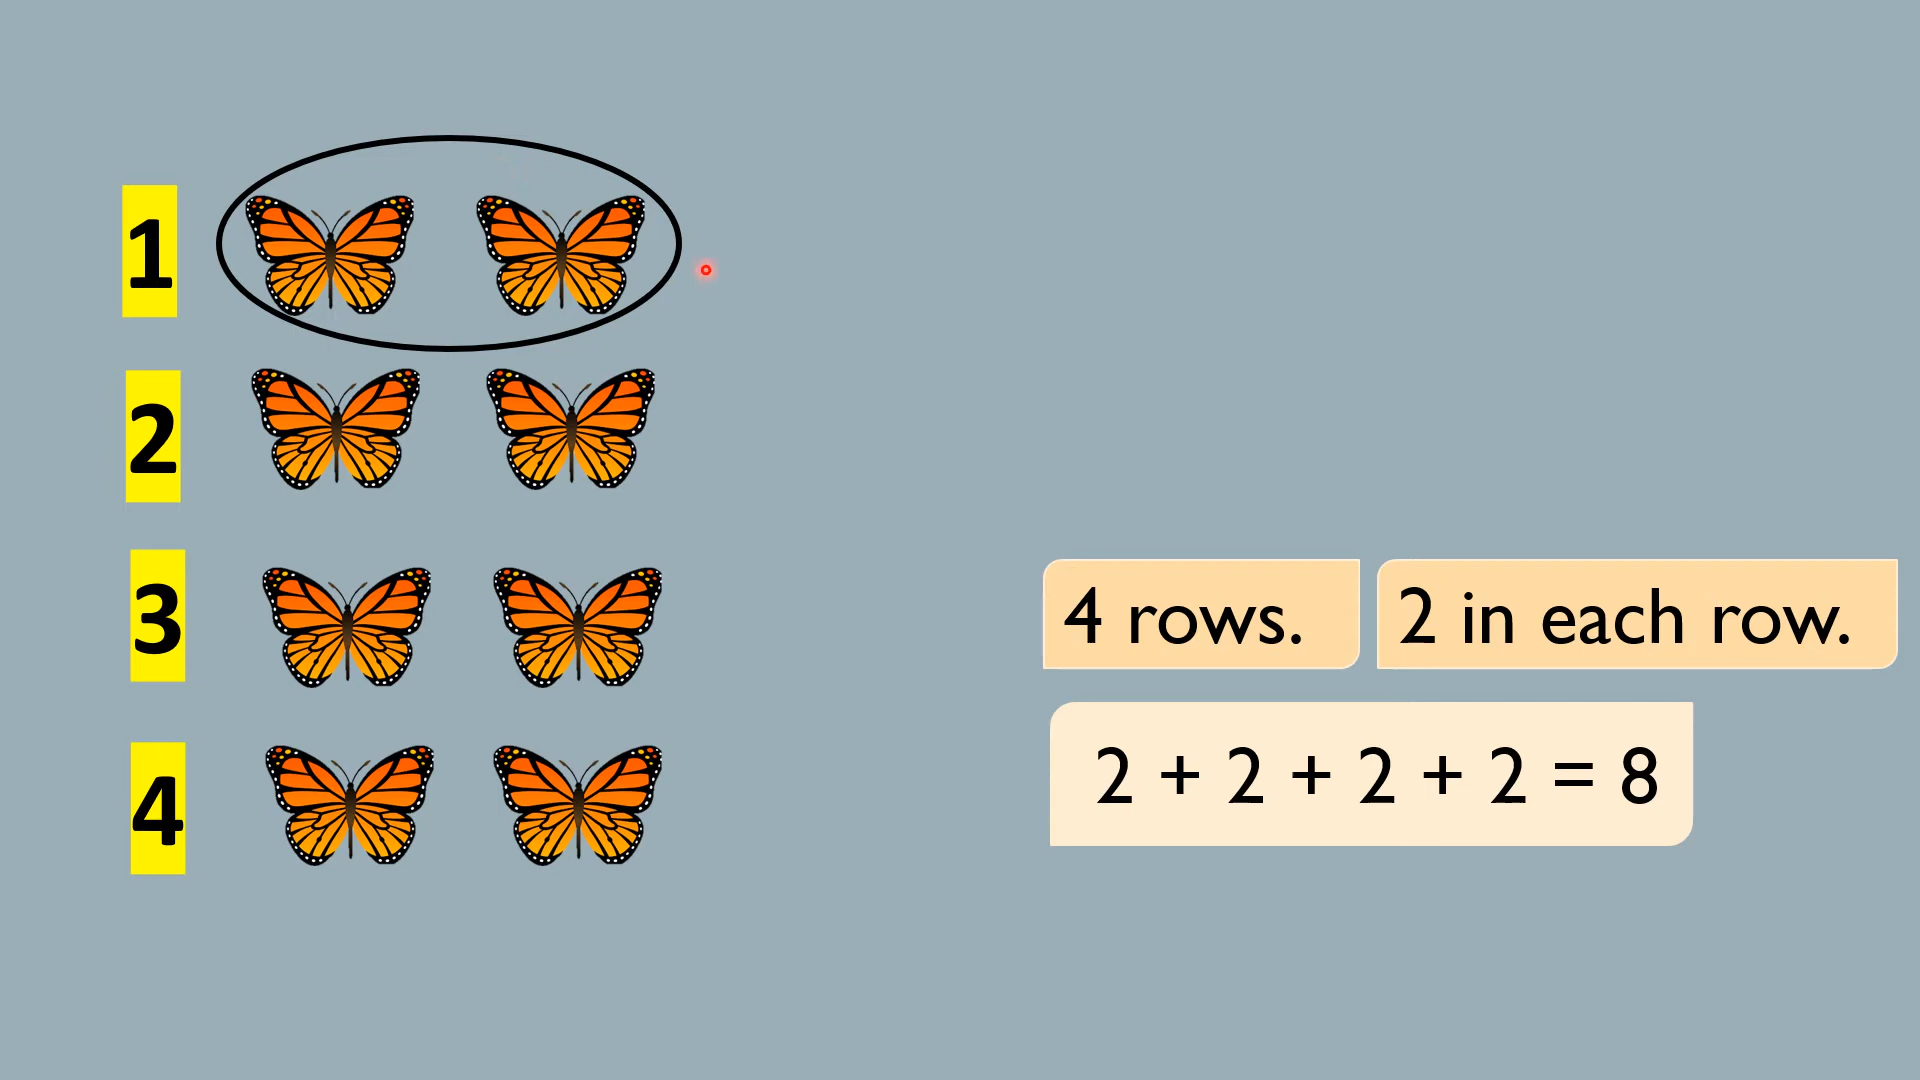 1
2
3
4
4 rows.
2 in each row.
2 + 2 + 2 + 2 = 8